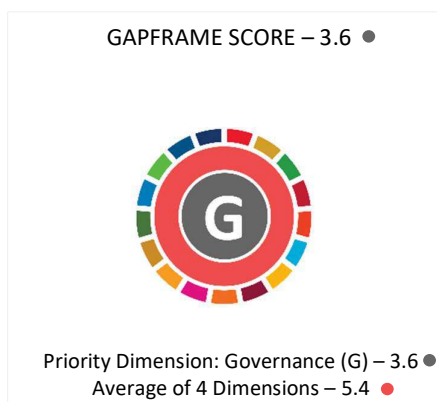 GAPFRAME SCORE – 3.6
G
Priority Dimension: Governance (G) – 3.6
Average of 4 Dimensions – 5.4